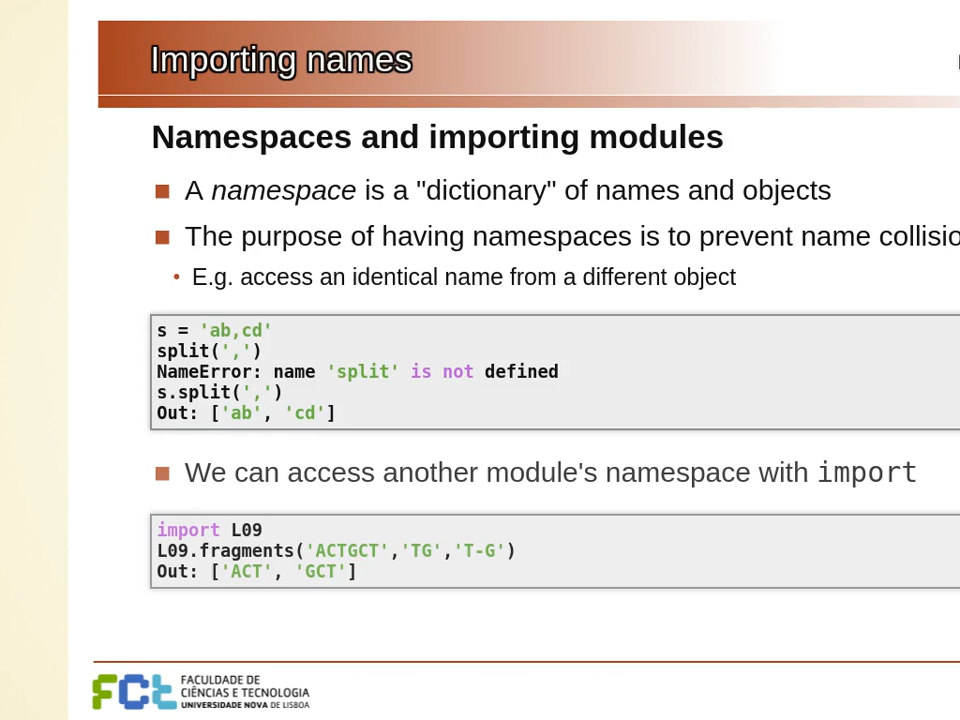 Importing names
Namespaces and importing modules
A namespace is a "dictionary" of names and objects
The purpose of having namespaces is to prevent name
E.g. access an identical name from a different object
s = 'ab,cd'
split(',')
NameError: name 'split' is not defined
s.split(',')
Out: ['ab', 'cd']
We can access another module's namespace with import
import L09
L09.fragments('ACTGCT','TG','T-G')
Out: ['ACT', 'GCT']
FCt
FACULDADE DE
CIÊNCIAS E TECNOLOGIA
UNIVERSIDADE NOVA DE LISBOA